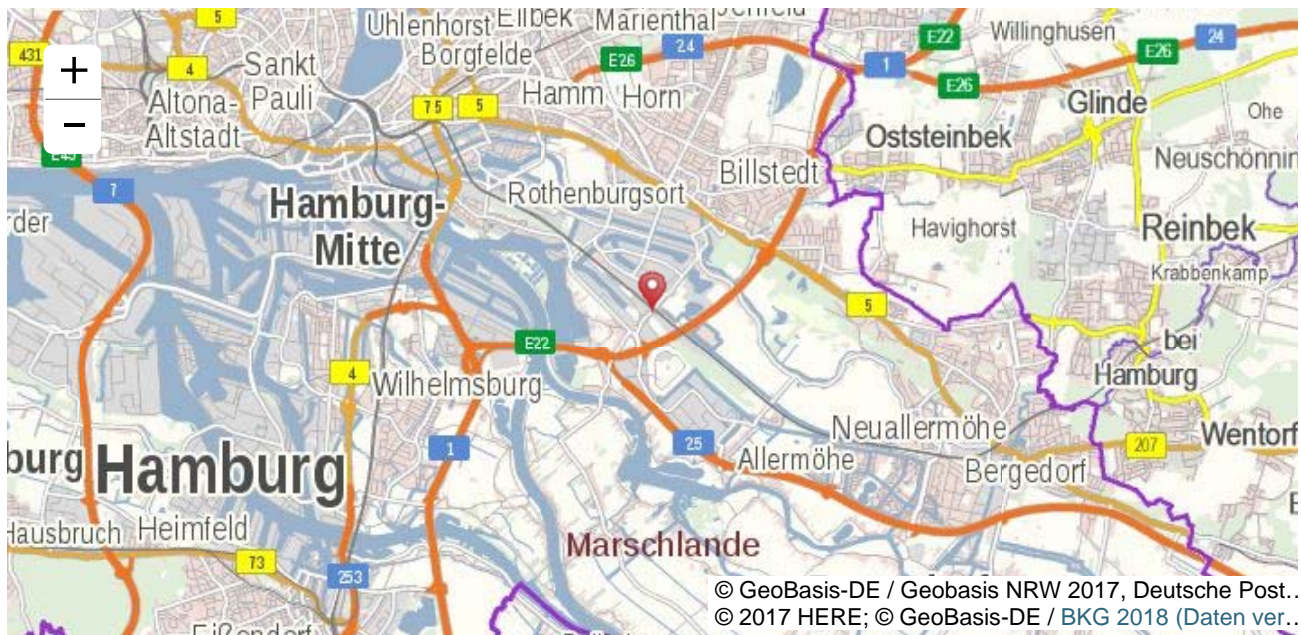 5
Uhlenhorst
Eilbek
Marienthal
Borgfelde
431
4
Sankt
Pauli
E26
24
E22
Willinghusen
24
E26
1
E26
Altona-
Altstadt
75
5
Hamm
Horn
Glinde
Ohe
Oststeinbek
Billstedt
7
Rothenburgsort
Hamburg-
Mitte
Havighorst
Reinbek
Krabbenkamp
5
E22
bei
Hamburg
4
Wilhelmsburg
1
25
Neuallermöhe
207
Wentorf
burg
Hamburg
Allermöhe
Bergedorf
Hausbruch
Heimfeld
Marschlande
73
253
© GeoBasis-DE / Geobasis NRW 2017, Deutsche Post…
© 2017 HERE; © GeoBasis-DE / BKG 2018 (Daten ver…